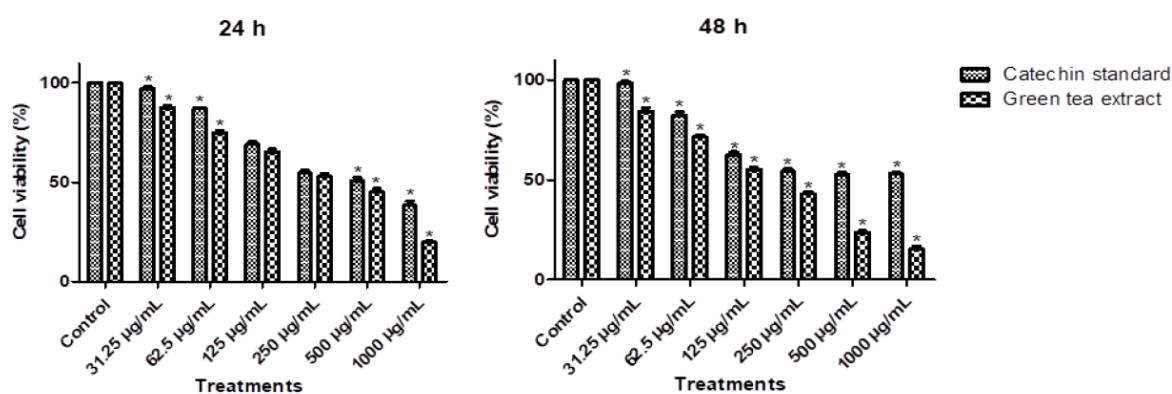 24 h
100
50
0
Cell viability (%)
* * * * * * * *
Control
31.25 µg/mL
62.5 µg/mL
125 µg/mL
250 µg/mL
500 µg/mL
1000 µg/mL
Treatments
48 h
100
50
0
Cell viability (%)
* * * * * * * * * * * *
Control
31.25 µg/mL
62.5 µg/mL
125 µg/mL
250 µg/mL
500 µg/mL
1000 µg/mL
Treatments
Catechin standard
Green tea extract